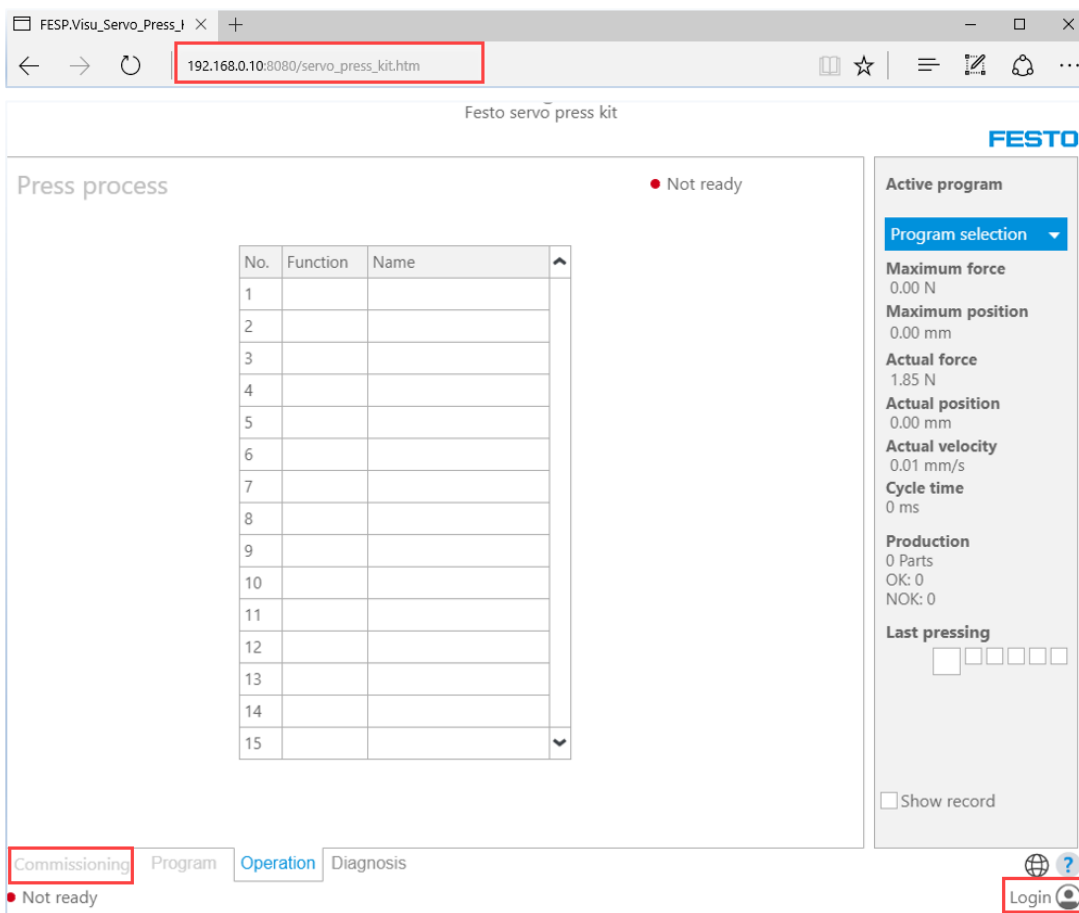 FESP.Visu_Servo_Press_
192.168.0.10:8080/servo_press_kit.htm
Festo servo press kit
FESTO
Press process
Not ready
No. Function Name
1
2
3
4
5
6
7
8
9
10
11
12
13
14
15
Active program
Program selection
Maximum force
0.00 N
Maximum position
0.00 mm
Actual force
1.85 N
Actual position
0.00 mm
Actual velocity
0.01 mm/s
Cycle time
0 ms
Production
0 Parts
OK: 0
NOK: 0
Last pressing
Show record
Commissioning Program Operation Diagnosis
?
Not ready
Login